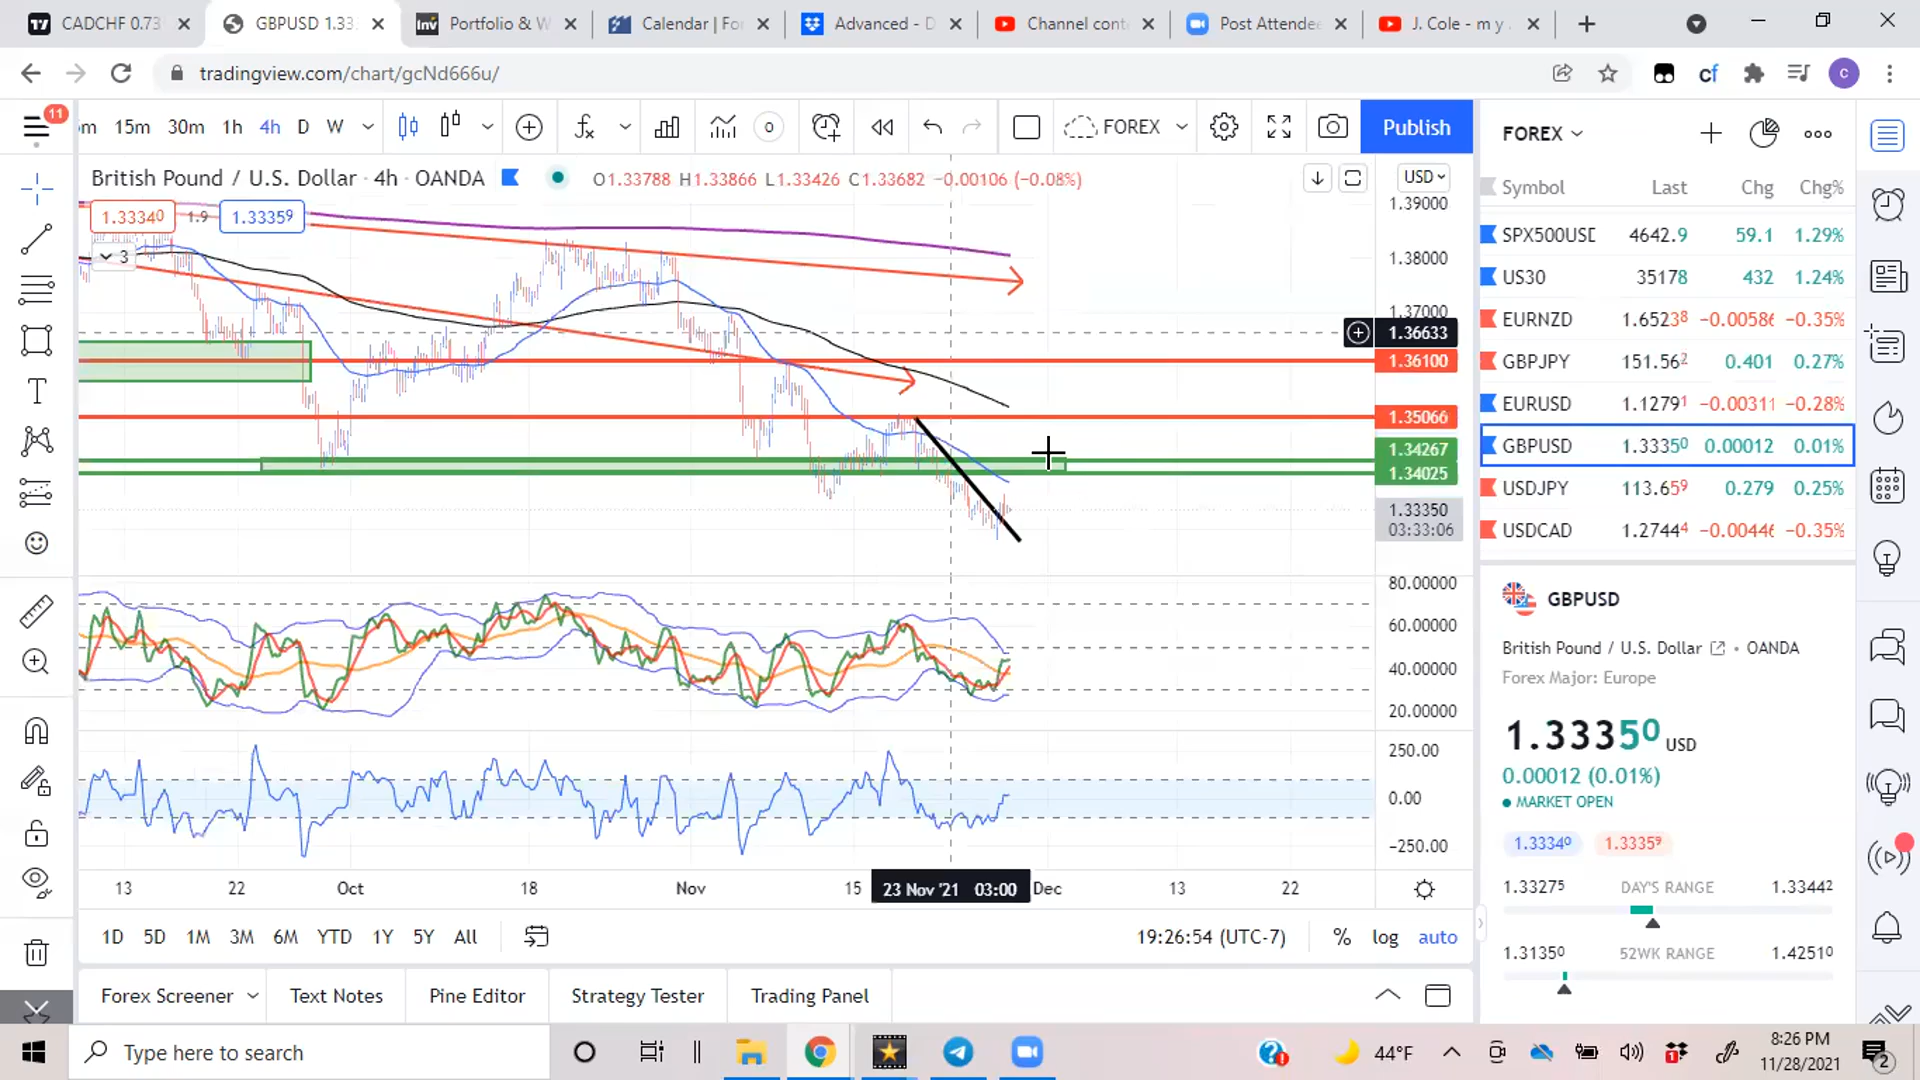 CADCHF 0.73
GBPUSD 1.33
Portfolio & W
Calendar | Fo
Advanced - D
Channel cont
Post Attende
J. Cole - m y
tradingview.com/chart/gcNd666u/
11
15m 30m 1h 4h D W
FOREX
Publish
FOREX
British Pound / U.S. Dollar · 4h · OANDA
O1.33788 H1.33866 L1.33426 C1.33682 −0.00106 (−0.08%)
USD
1.33340 1.9 1.33359
3
1.39000
1.38000
1.37000
1.36633
1.36100
1.35066
1.34267
1.34025
1.33350
03:33:06
80.00000
60.00000
40.00000
20.00000
250.00
0.00
−250.00
13 22 Oct 18 Nov 15 23 Nov '21 03:00 Dec 13 22
1D 5D 1M 3M 6M YTD 1Y 5Y All
19:26:54 (UTC-7) % log auto
Forex Screener Text Notes Pine Editor Strategy Tester Trading Panel
Symbol Last Chg Chg%
SPX500USD 4642.9 59.1 1.29%
US30 35178 432 1.24%
EURNZD 1.65238 −0.00586 −0.35%
GBPJPY 151.562 0.401 0.27%
EURUSD 1.12791 −0.00311 −0.28%
GBPUSD 1.33350 0.00012 0.01%
USDJPY 113.659 0.279 0.25%
USDCAD 1.27444 −0.00446 −0.35%
GBPUSD
British Pound / U.S. Dollar • OANDA
Forex Major: Europe
1.33350 USD
0.00012 (0.01%)
MARKET OPEN
1.33340 1.33359
1.33275 DAY'S RANGE 1.33442
1.31350 52WK RANGE 1.42510
Type here to search
44°F
8:26 PM
11/28/2021
2